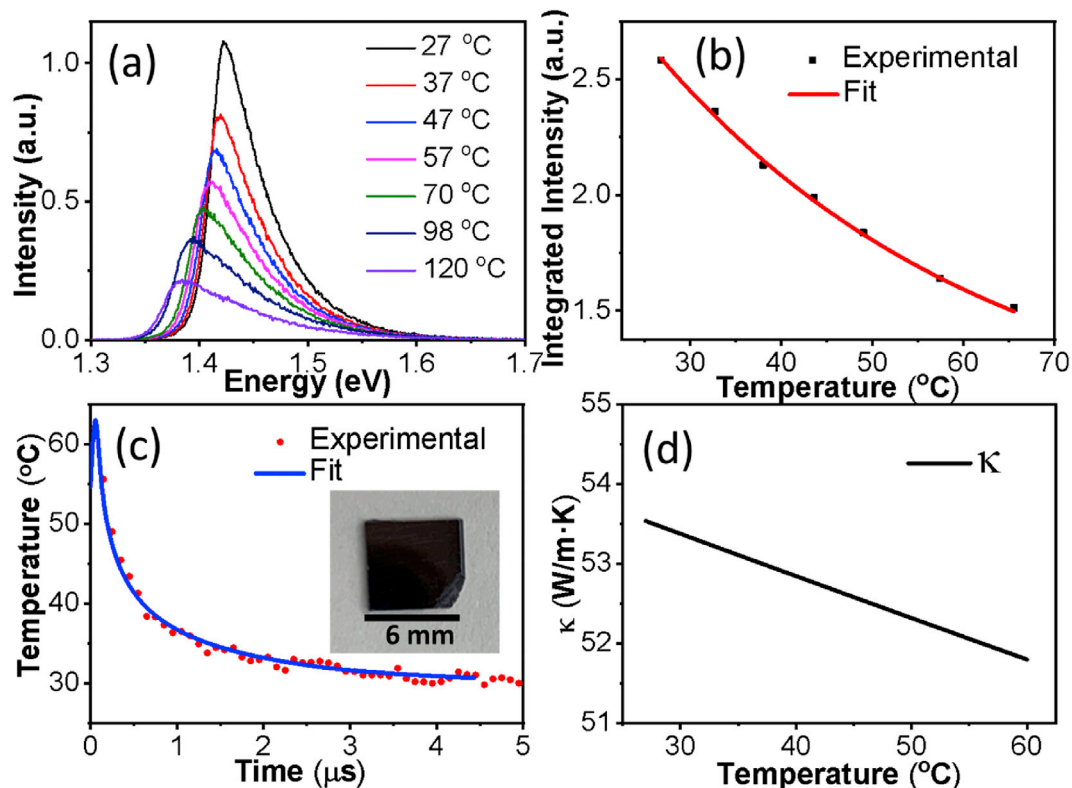 (a)
27 °C
37 °C
47 °C
57 °C
70 °C
98 °C
120 °C
Intensity (a.u.)
1.0
0.5
0.0
1.3 1.4 1.5 1.6 1.7
Energy (eV)
(b)
Experimental
Fit
Integrated Intensity (a.u.)
2.5
2.0
1.5
30 40 50 60 70
Temperature (°C)
(c)
Experimental
Fit
6 mm
Temperature (°C)
60
50
40
30
0 1 2 3 4 5
Time (μs)
(d)
κ
κ (W/m·K)
55
54
53
52
51
30 40 50 60
Temperature (°C)